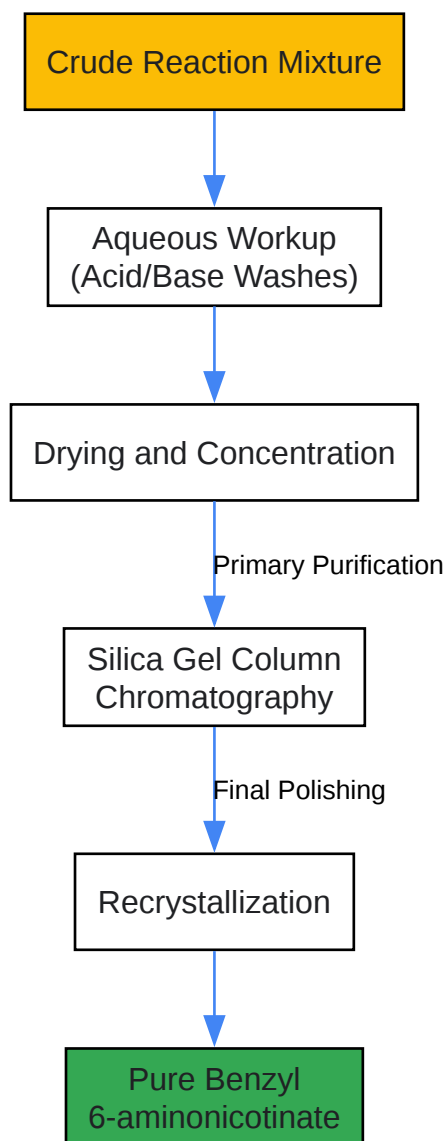 Crude Reaction Mixture
Aqueous Workup
(Acid/Base Washes)
Drying and Concentration
Primary Purification
Silica Gel Column
Chromatography
Final Polishing
Recrystallization
Pure Benzyl
6-aminonicotinate